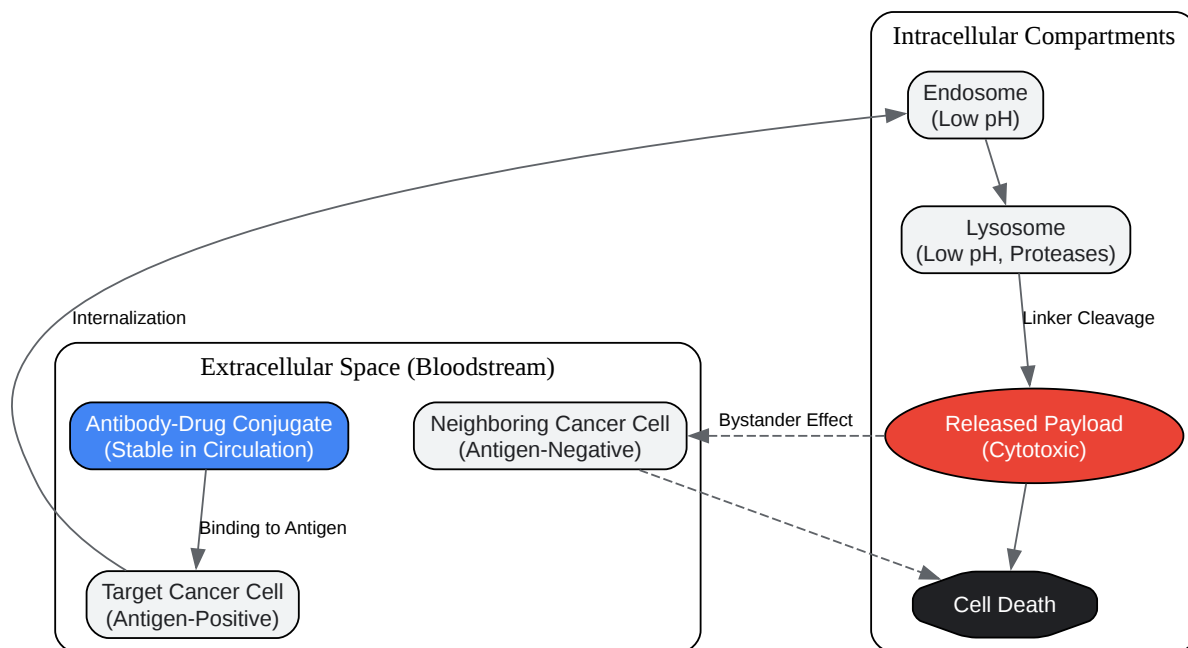 Intracellular Compartments
Endosome
(Low pH)
Lysosome
(Low pH, Proteases)
Internalization
Linker Cleavage
Extracellular Space (Bloodstream)
Antibody-Drug Conjugate
(Stable in Circulation)
Neighboring Cancer Cell
(Antigen-Negative)
Bystander Effect
Released Payload
(Cytotoxic)
Binding to Antigen
Target Cancer Cell
(Antigen-Positive)
Cell Death